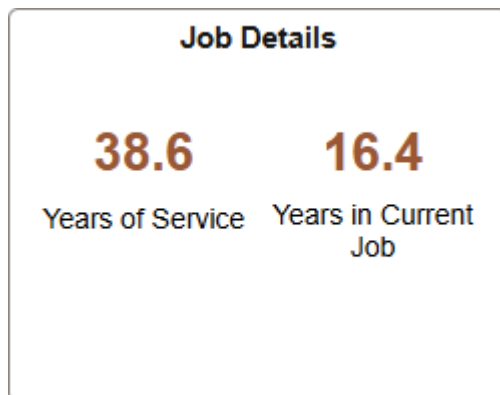 Job Details
38.6
16.4
Years of Service
Years in Current
Job